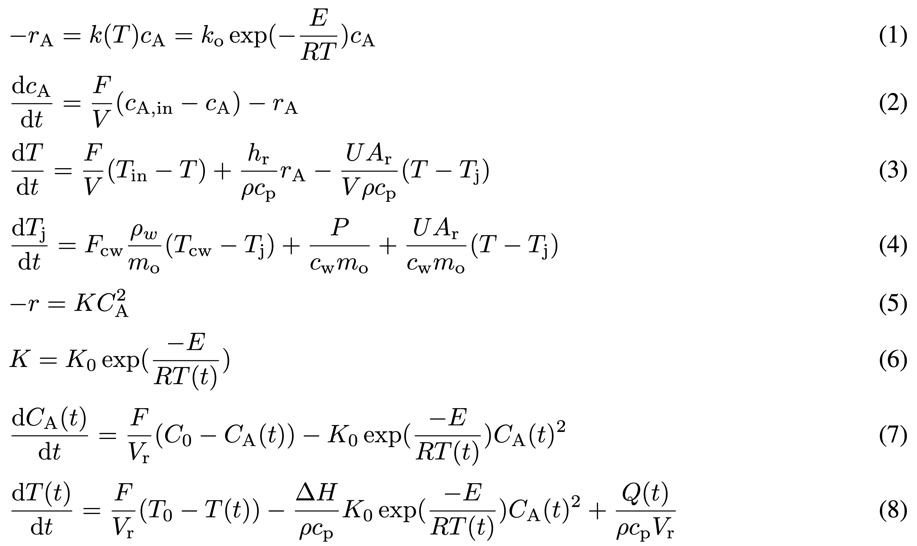 −r_A = k(T)c_A = k_o exp(−E/(RT))c_A (1)
dc_A/dt = F/V (c_A,in − c_A) − r_A (2)
dT/dt = F/V (T_in − T) + h_r/(ρc_p) r_A − UA_r/(Vρc_p) (T − T_j) (3)
dT_j/dt = F_cw ρ_w/m_o (T_cw − T_j) + P/(c_w m_o) + UA_r/(c_w m_o) (T − T_j) (4)
−r = KC_A^2 (5)
K = K_0 exp(−E/(RT(t))) (6)
dC_A(t)/dt = F/V_r (C_0 − C_A(t)) − K_0 exp(−E/(RT(t)))C_A(t)^2 (7)
dT(t)/dt = F/V_r (T_0 − T(t)) − ΔH/(ρc_p) K_0 exp(−E/(RT(t)))C_A(t)^2 + Q(t)/(ρc_p V_r) (8)